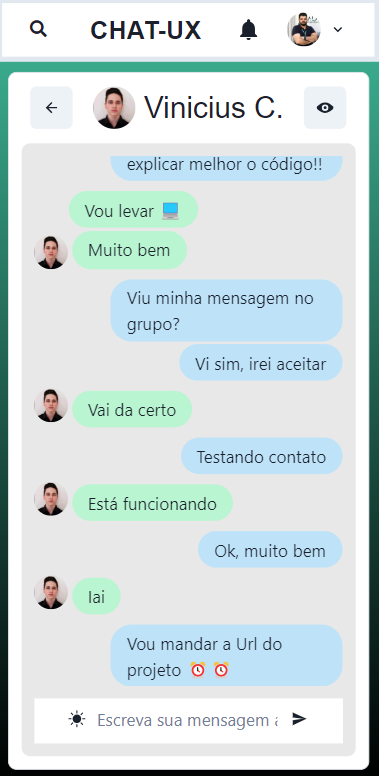 CHAT-UX
Vinicius C.
explicar melhor o código!!
Vou levar 💻
Muito bem
Viu minha mensagem no
grupo?
Vi sim, irei aceitar
Vai da certo
Testando contato
Está funcionando
Ok, muito bem
Iai
Vou mandar a Url do
projeto ⏰ ⏰
Escreva sua mensagem a